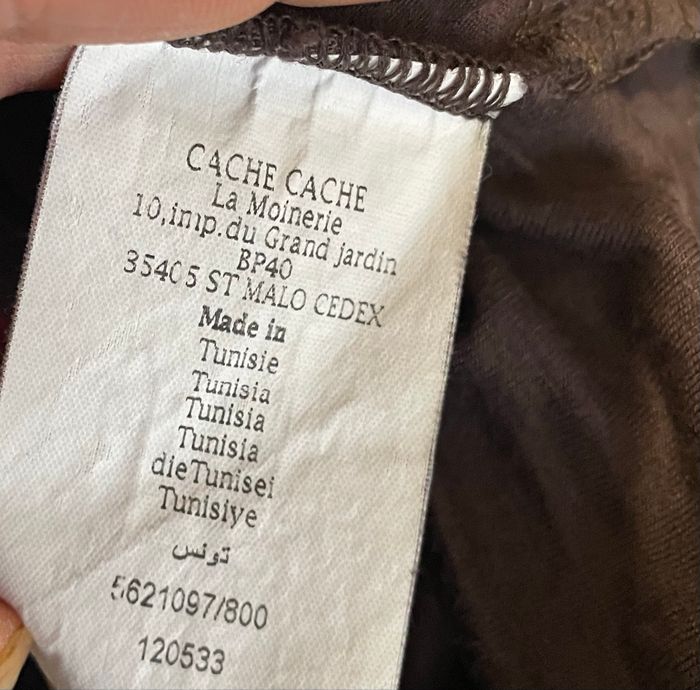 CACHE CACHE
La Moinerie
10,imp.du Grand jardin
BP40
35405 ST MALO CEDEX
Made in
Tunisie
Tunisia
Tunisia
Tunisia
dieTunisei
Tunisiye
تونس
5621097/800
120533